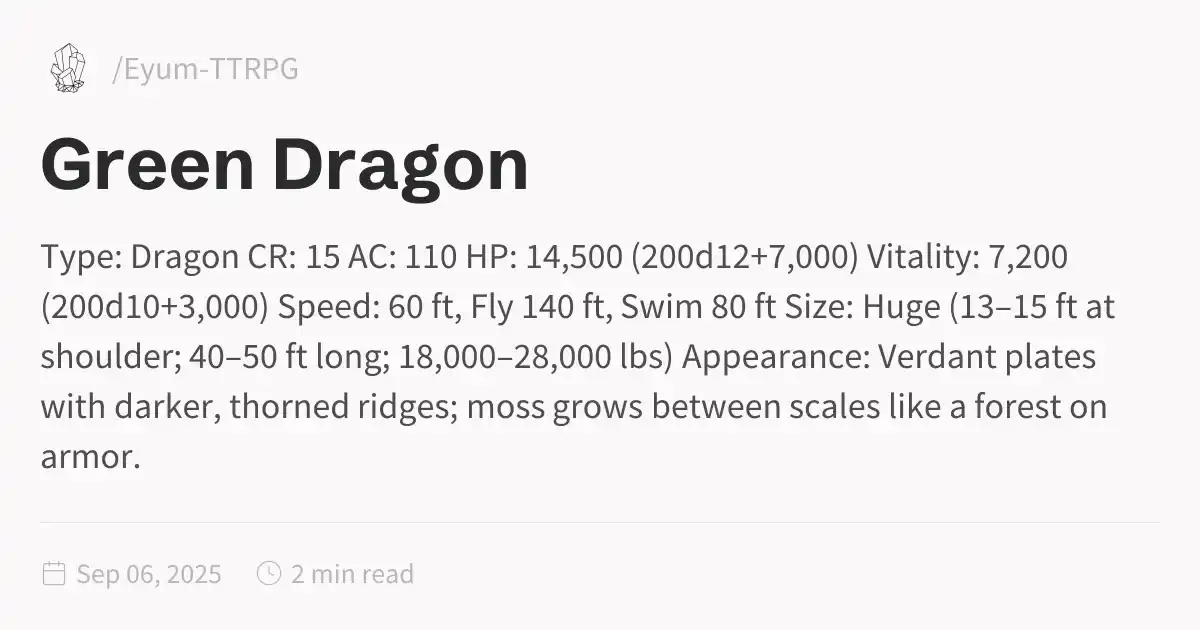 /Eyum-TTRPG
Green Dragon
Type: Dragon CR: 15 AC: 110 HP: 14,500 (200d12+7,000) Vitality: 7,200
(200d10+3,000) Speed: 60 ft, Fly 140 ft, Swim 80 ft Size: Huge (13–15 ft at
shoulder; 40–50 ft long; 18,000–28,000 lbs) Appearance: Verdant plates
with darker, thorned ridges; moss grows between scales like a forest on
armor.
Sep 06, 2025 2 min read